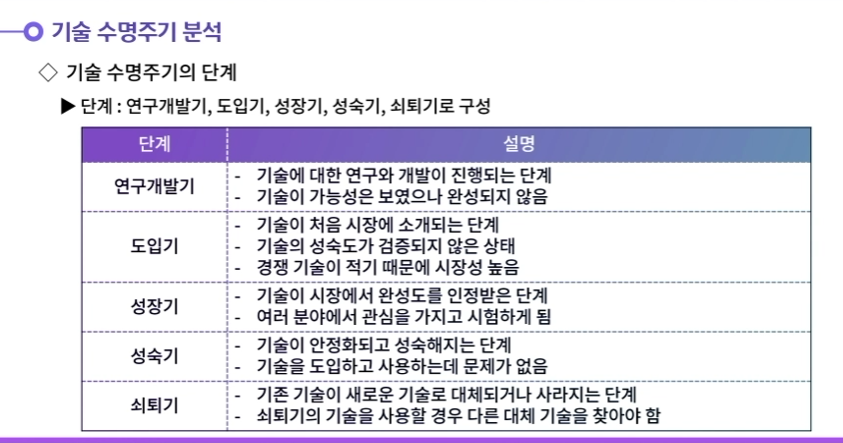 기술 수명주기 분석
◇ 기술 수명주기의 단계
▶ 단계 : 연구개발기, 도입기, 성장기, 성숙기, 쇠퇴기로 구성
단계 설명
연구개발기
- 기술에 대한 연구와 개발이 진행되는 단계
- 기술이 가능성은 보였으나 완성되지 않음
도입기
- 기술이 처음 시장에 소개되는 단계
- 기술의 성숙도가 검증되지 않은 상태
- 경쟁 기술이 적기 때문에 시장성 높음
성장기
- 기술이 시장에서 완성도를 인정받은 단계
- 여러 분야에서 관심을 가지고 시험하게 됨
성숙기
- 기술이 안정화되고 성숙해지는 단계
- 기술을 도입하고 사용하는데 문제가 없음
쇠퇴기
- 기존 기술이 새로운 기술로 대체되거나 사라지는 단계
- 쇠퇴기의 기술을 사용할 경우 다른 대체 기술을 찾아야 함